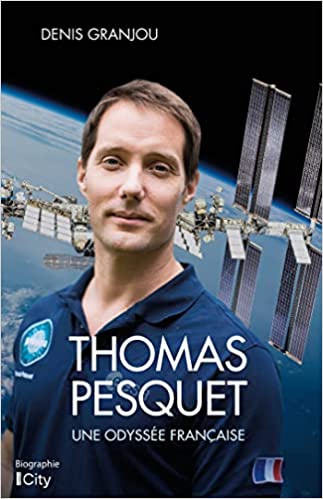 DENIS GRANJOU
THOMAS
PESQUET
UNE ODYSSÉE FRANÇAISE
Biographie
City